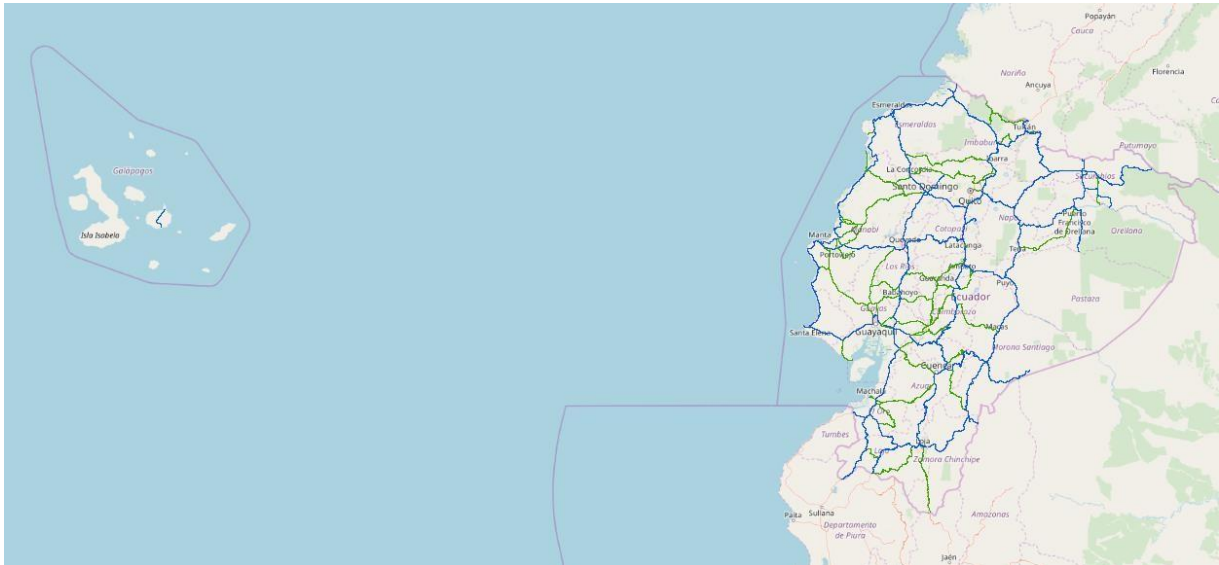 Popayán
Cauca
Florencia
Nariño
Ancuya
Esmeraldas
Esmeraldas
Tulcán
Imbabura
Putumayo
Ibarra
La Concordia
Galápagos
Sucumbíos
Santo Domingo
Quito
Napo
Puerto
Francisco
de Orellana
Orellana
Isla Isabela
Manta
Manabí
Cotopaxi
Quevedo
Latacunga
Tena
Portoviejo
Los Ríos
Ambato
Guaranda
Puyo
Babahoyo
Ecuador
Pastaza
Guayas
Chimborazo
Santa Elena
Guayaquil
Macas
Morona Santiago
Cuenca
Machala
Azuay
El Oro
Tumbes
Loja
Loja
Zamora Chinchipe
Paita
Sullana
Departamento
de Piura
Amazonas
Jaén